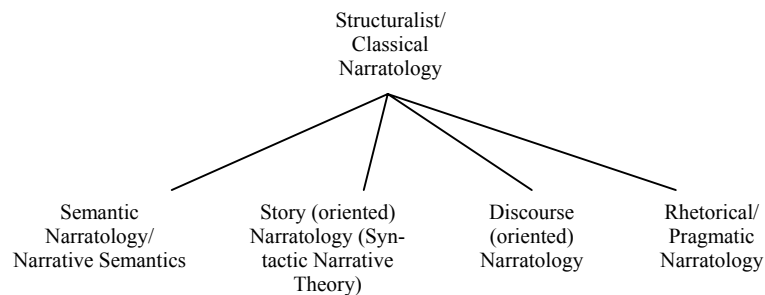 Structuralist/
Classical
Narratology
Semantic
Narratology/
Narrative Semantics
Story (oriented)
Narratology (Syn-
tactic Narrative
Theory)
Discourse
(oriented)
Narratology
Rhetorical/
Pragmatic
Narratology